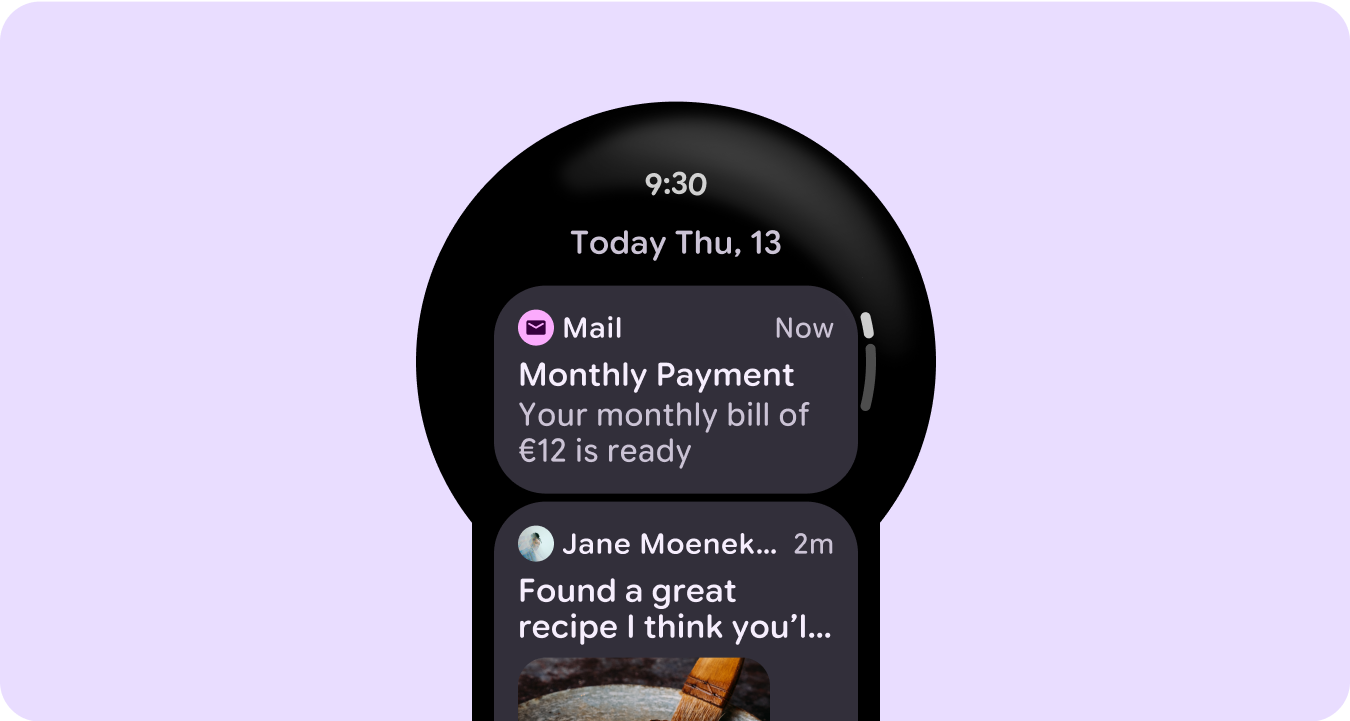 9:30
Today Thu, 13
Mail Now
Monthly Payment
Your monthly bill of
€12 is ready
Jane Moenek... 2m
Found a great
recipe I think you’l...